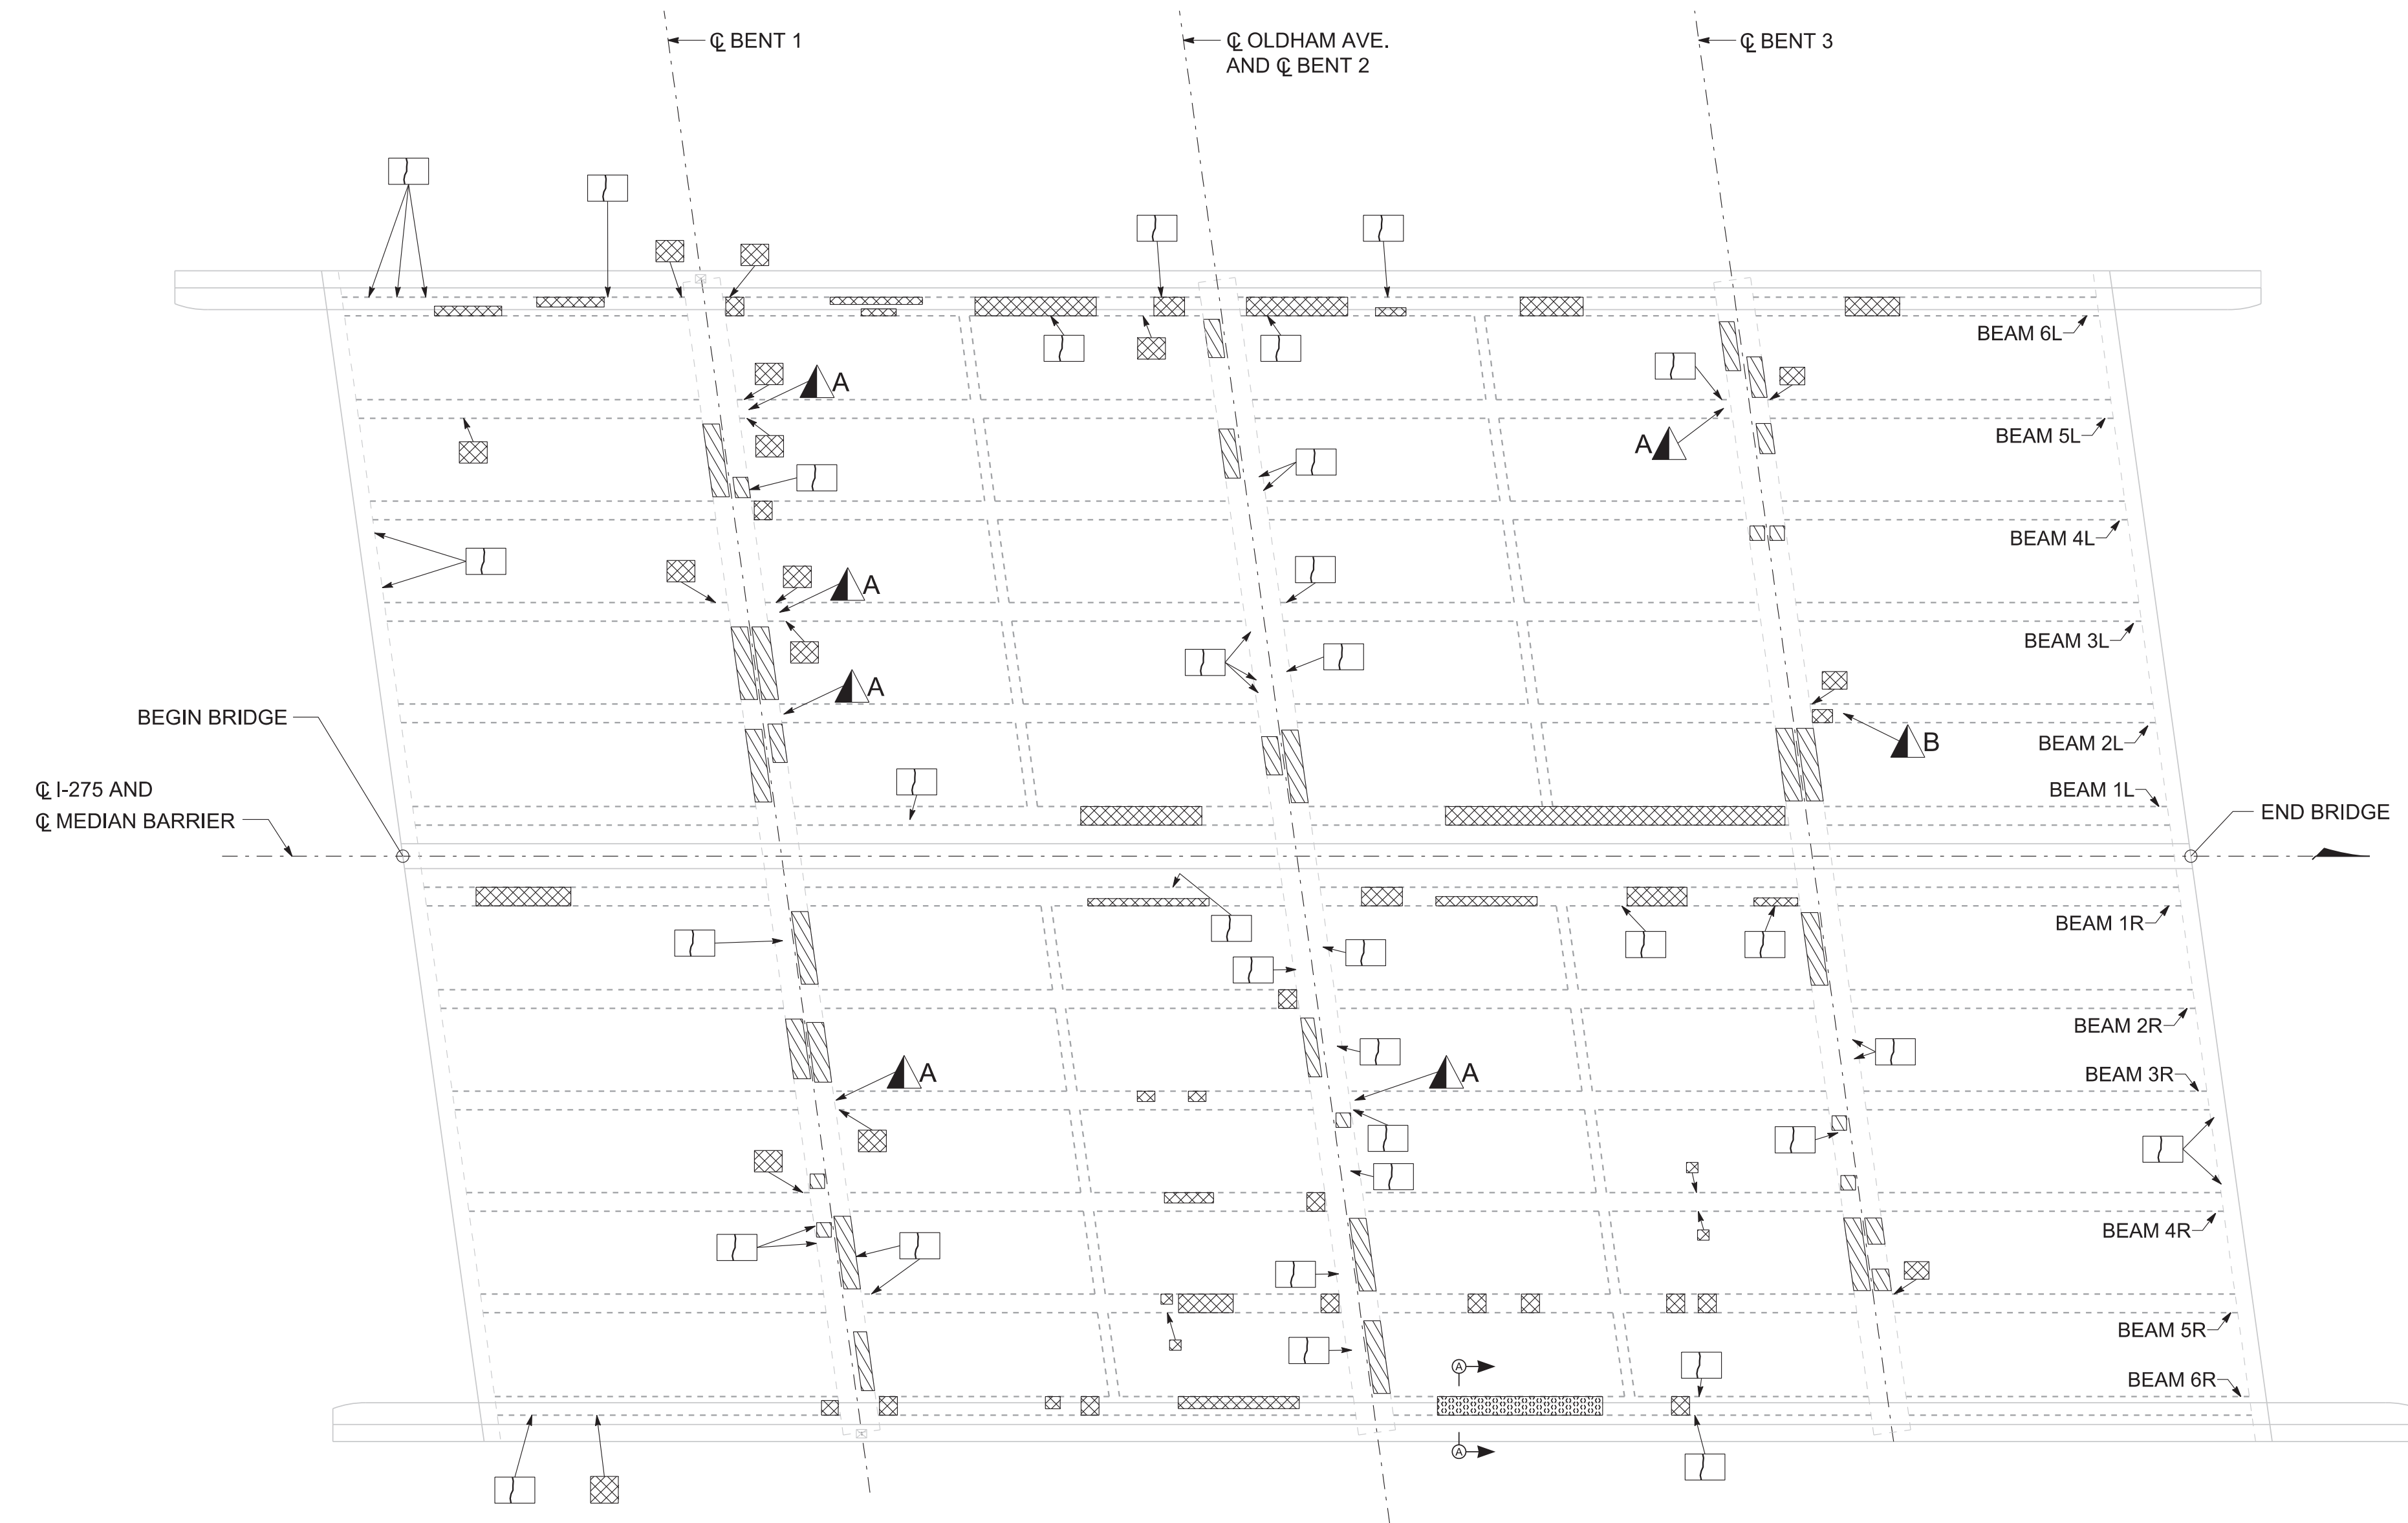 ℄ BENT 1
℄ OLDHAM AVE.
AND ℄ BENT 2
℄ BENT 3
BEAM 6L
A
BEAM 5L
A
BEAM 4L
A
BEAM 3L
A
BEGIN BRIDGE
B
BEAM 2L
℄ I-275 AND
℄ MEDIAN BARRIER
BEAM 1L
END BRIDGE
BEAM 1R
BEAM 2R
A
A
BEAM 3R
BEAM 4R
BEAM 5R
A
BEAM 6R
A